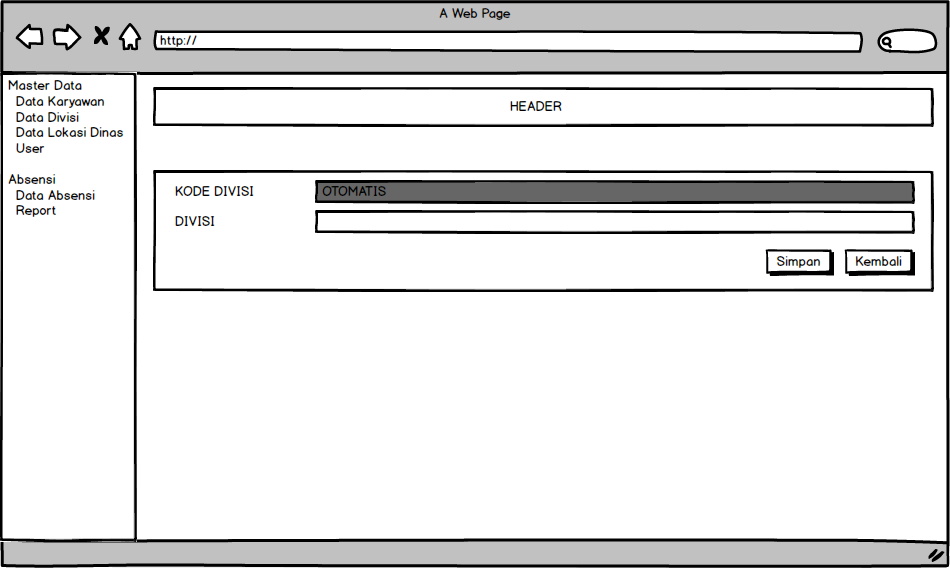 A Web Page
http://
Master Data
Data Karyawan
Data Divisi
Data Lokasi Dinas
User
Absensi
Data Absensi
Report
HEADER
KODE DIVISI
OTOMATIS
DIVISI
Simpan
Kembali